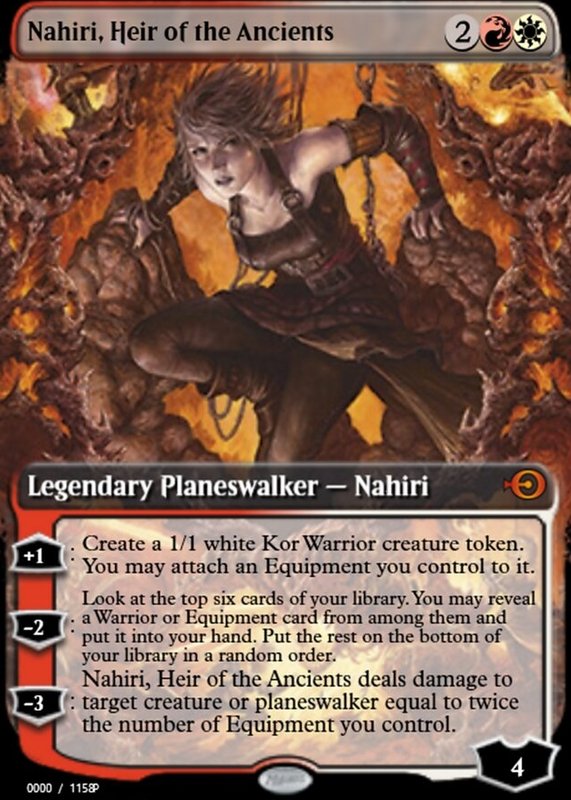 Nahiri, Heir of the Ancients 2
Legendary Planeswalker — Nahiri
+1 : Create a 1/1 white Kor Warrior creature token.
You may attach an Equipment you control to it.
Look at the top six cards of your library. You may reveal
-2 : a Warrior or Equipment card from among them and
put it into your hand. Put the rest on the bottom of
your library in a random order.
Nahiri, Heir of the Ancients deals damage to
-3 : target creature or planeswalker equal to twice
the number of Equipment you control.
4
0000 / 1158P